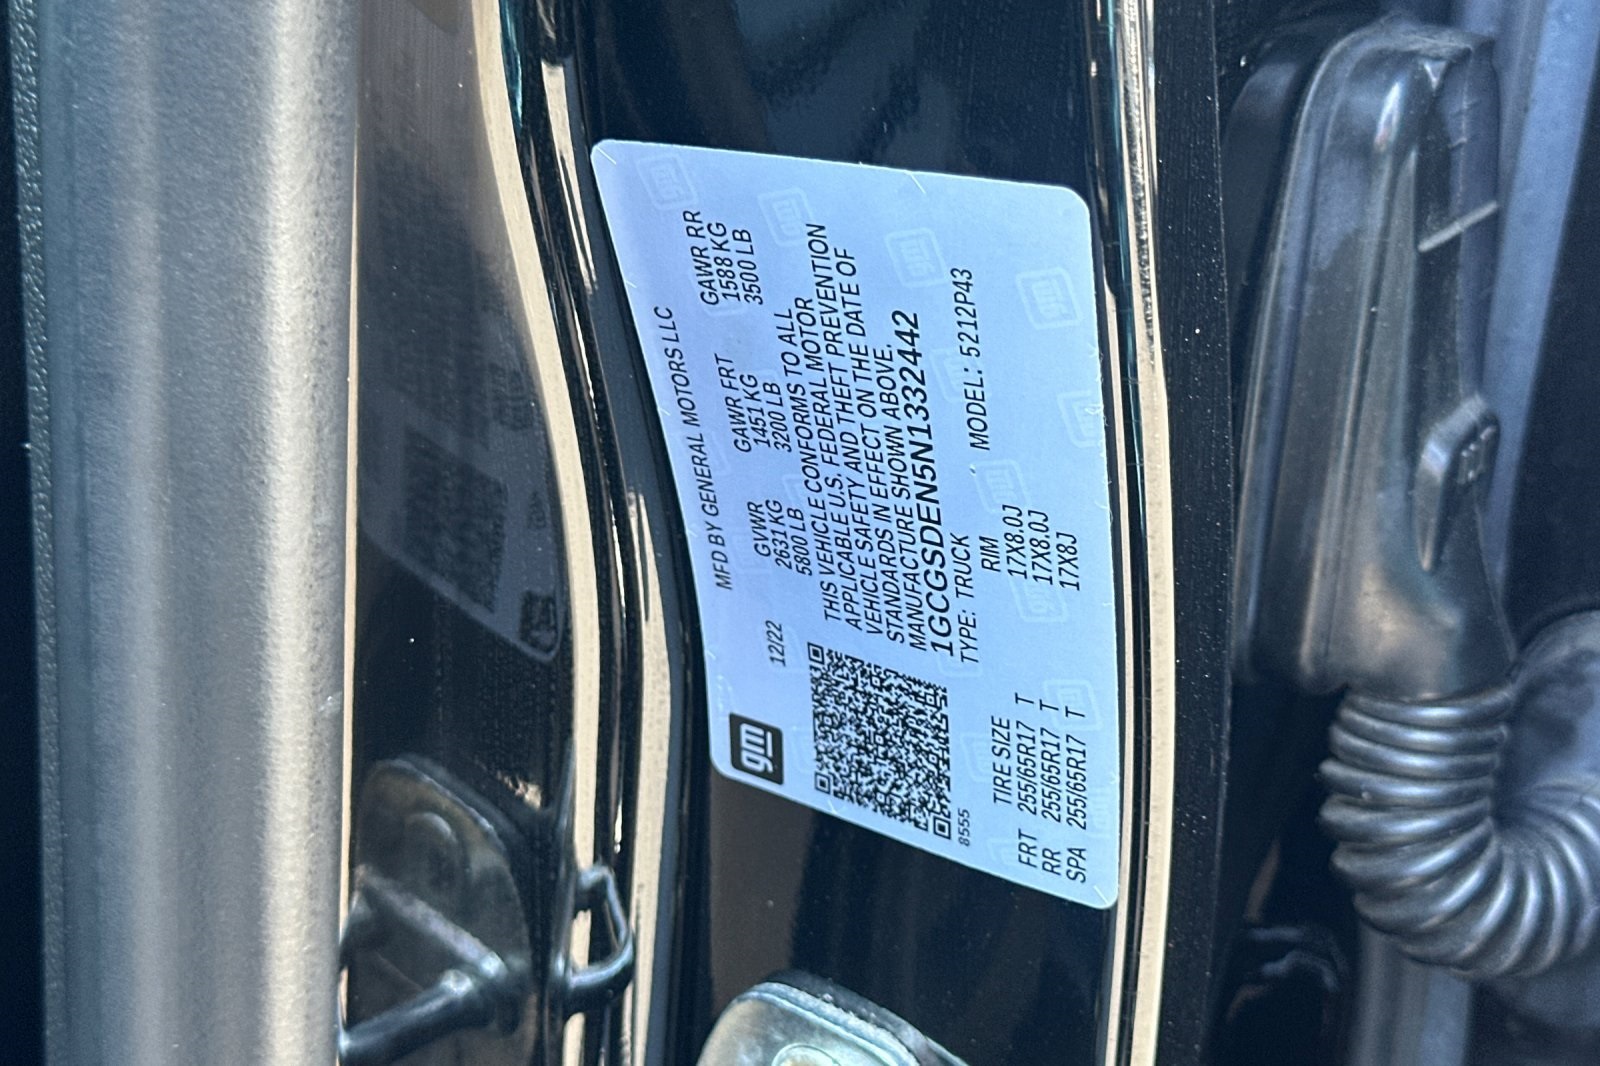 MFD BY GENERAL MOTORS LLC
gm
12/22
GVWR GAWR FRT GAWR RR
2631 KG 1451 KG 1588 KG
5800 LB 3200 LB 3500 LB
THIS VEHICLE CONFORMS TO ALL
APPLICABLE U.S. FEDERAL MOTOR
VEHICLE SAFETY AND THEFT PREVENTION
STANDARDS IN EFFECT ON THE DATE OF
MANUFACTURE SHOWN ABOVE.
1GCGSDEN5N1332442
TYPE: TRUCK MODEL: 5212P43
8555
TIRE SIZE RIM
FRT 255/65R17 T 17X8.0J
RR 255/65R17 T 17X8.0J
SPA 255/65R17 T 17X8J